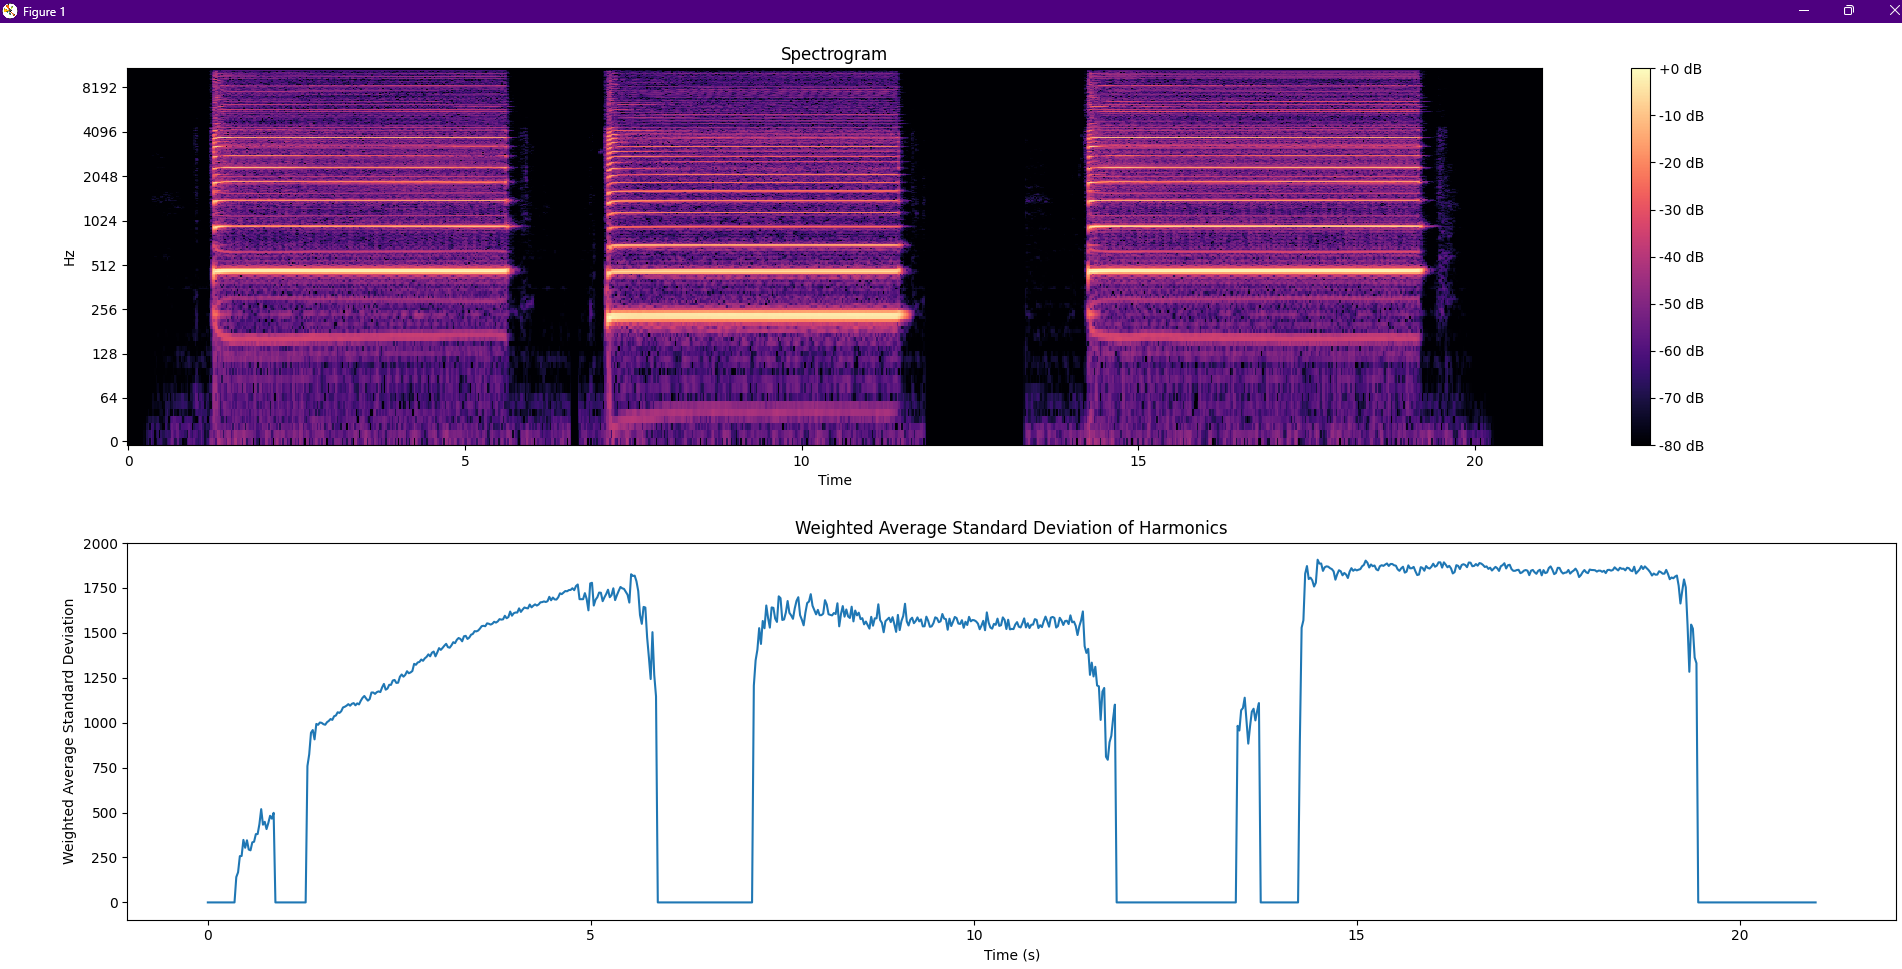 Figure 1
Spectrogram
8192
4096
2048
1024
512
256
128
64
0
Hz
0 5 10 15 20
Time
+0 dB
-10 dB
-20 dB
-30 dB
-40 dB
-50 dB
-60 dB
-70 dB
-80 dB
Weighted Average Standard Deviation of Harmonics
2000
1750
1500
1250
1000
750
500
250
0
Weighted Average Standard Deviation
0 5 10 15 20
Time (s)